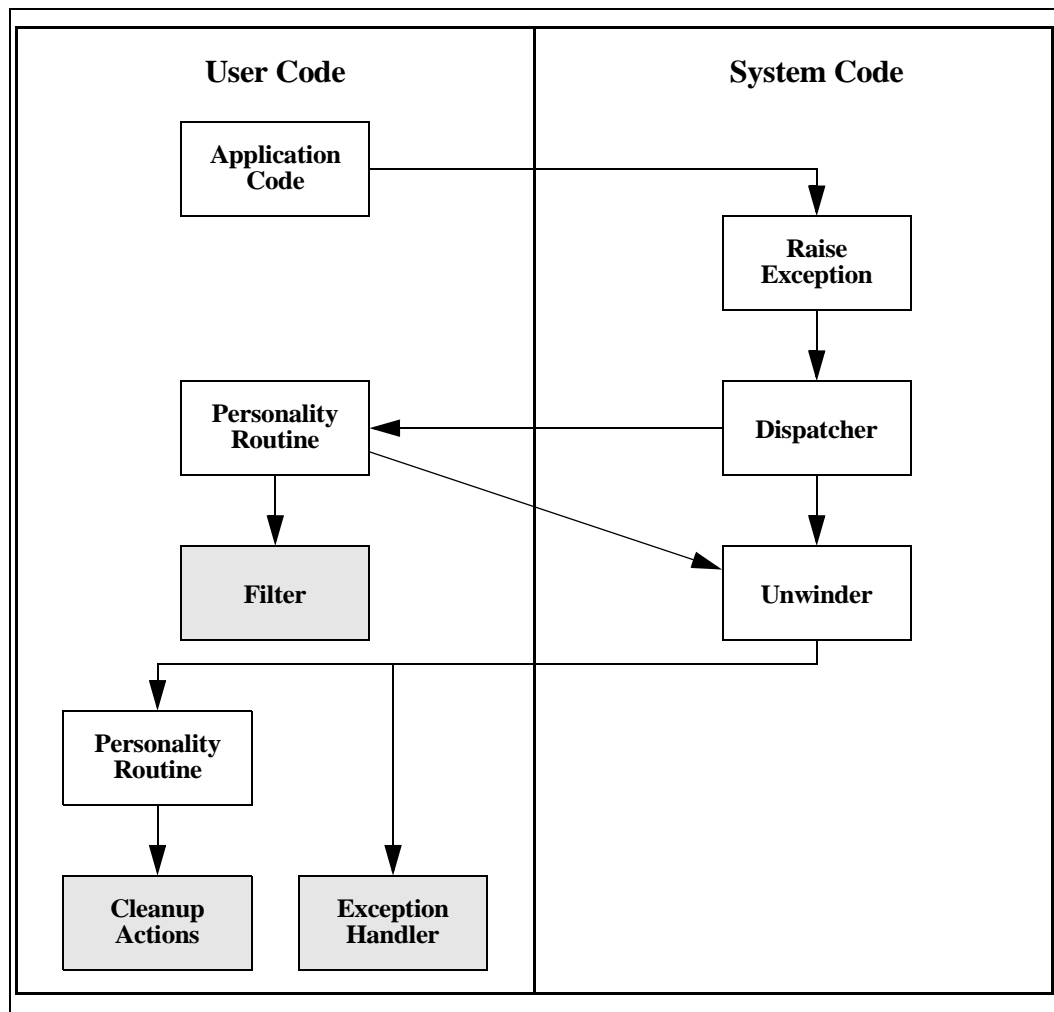 User Code
System Code
Application
Code
Raise
Exception
Personality
Routine
Dispatcher
Filter
Unwinder
Personality
Routine
Cleanup
Actions
Exception
Handler